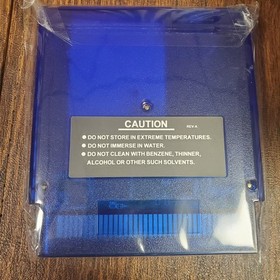 CAUTION
REV-A
● DO NOT STORE IN EXTREME TEMPERATURES.
● DO NOT IMMERSE IN WATER.
● DO NOT CLEAN WITH BENZENE, THINNER,
ALCOHOL OR OTHER SUCH SOLVENTS.